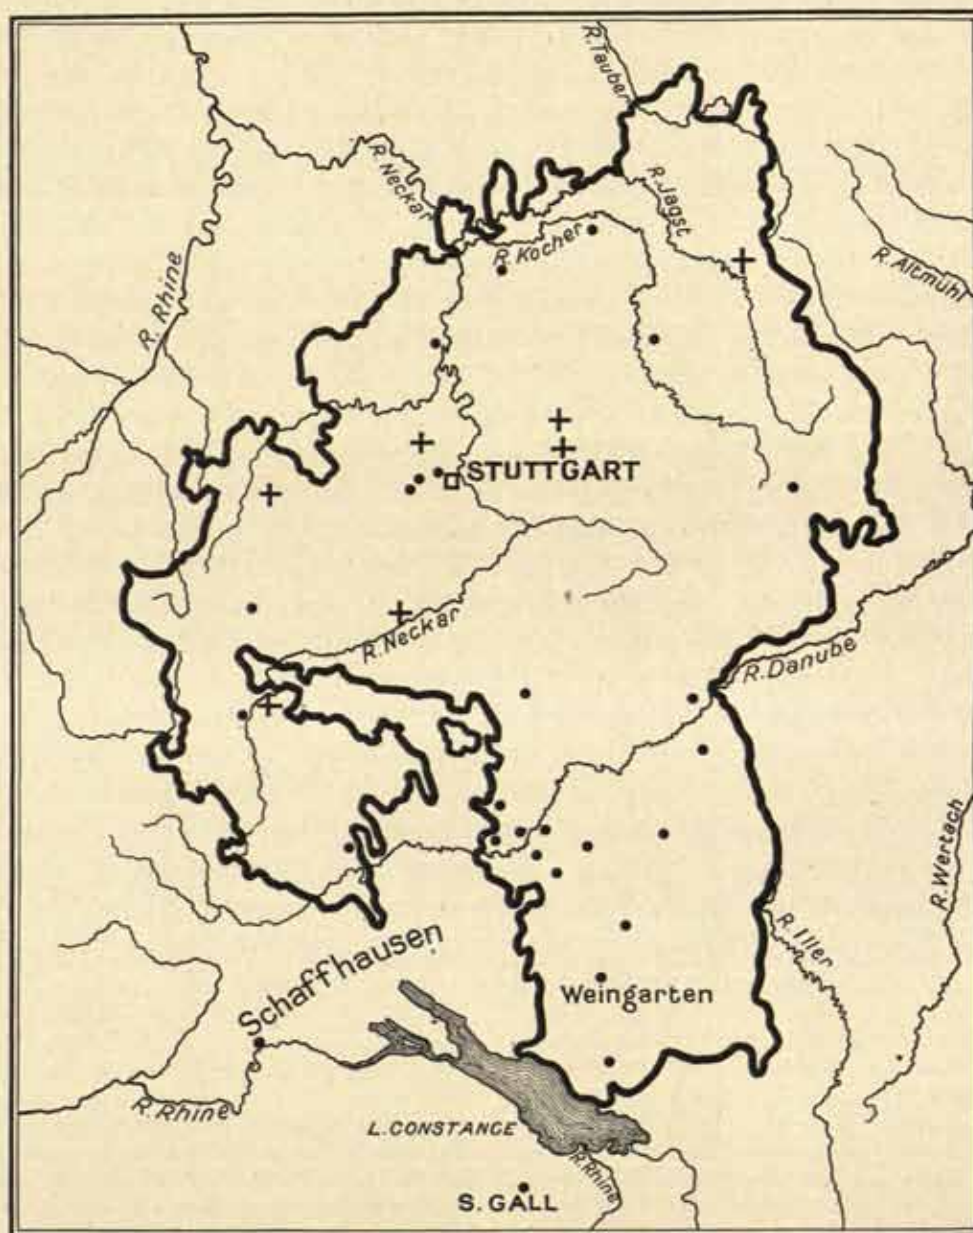 R. Tauber
R. Neckar
R. Jagst
R. Kocher
R. Altmuhl
R. Rhine
STUTTGART
R. Neckar
R. Danube
R. Wertach
R. Iller
Schaffhausen
Weingarten
R. Rhine
L. CONSTANCE
R. Rhine
S. GALL